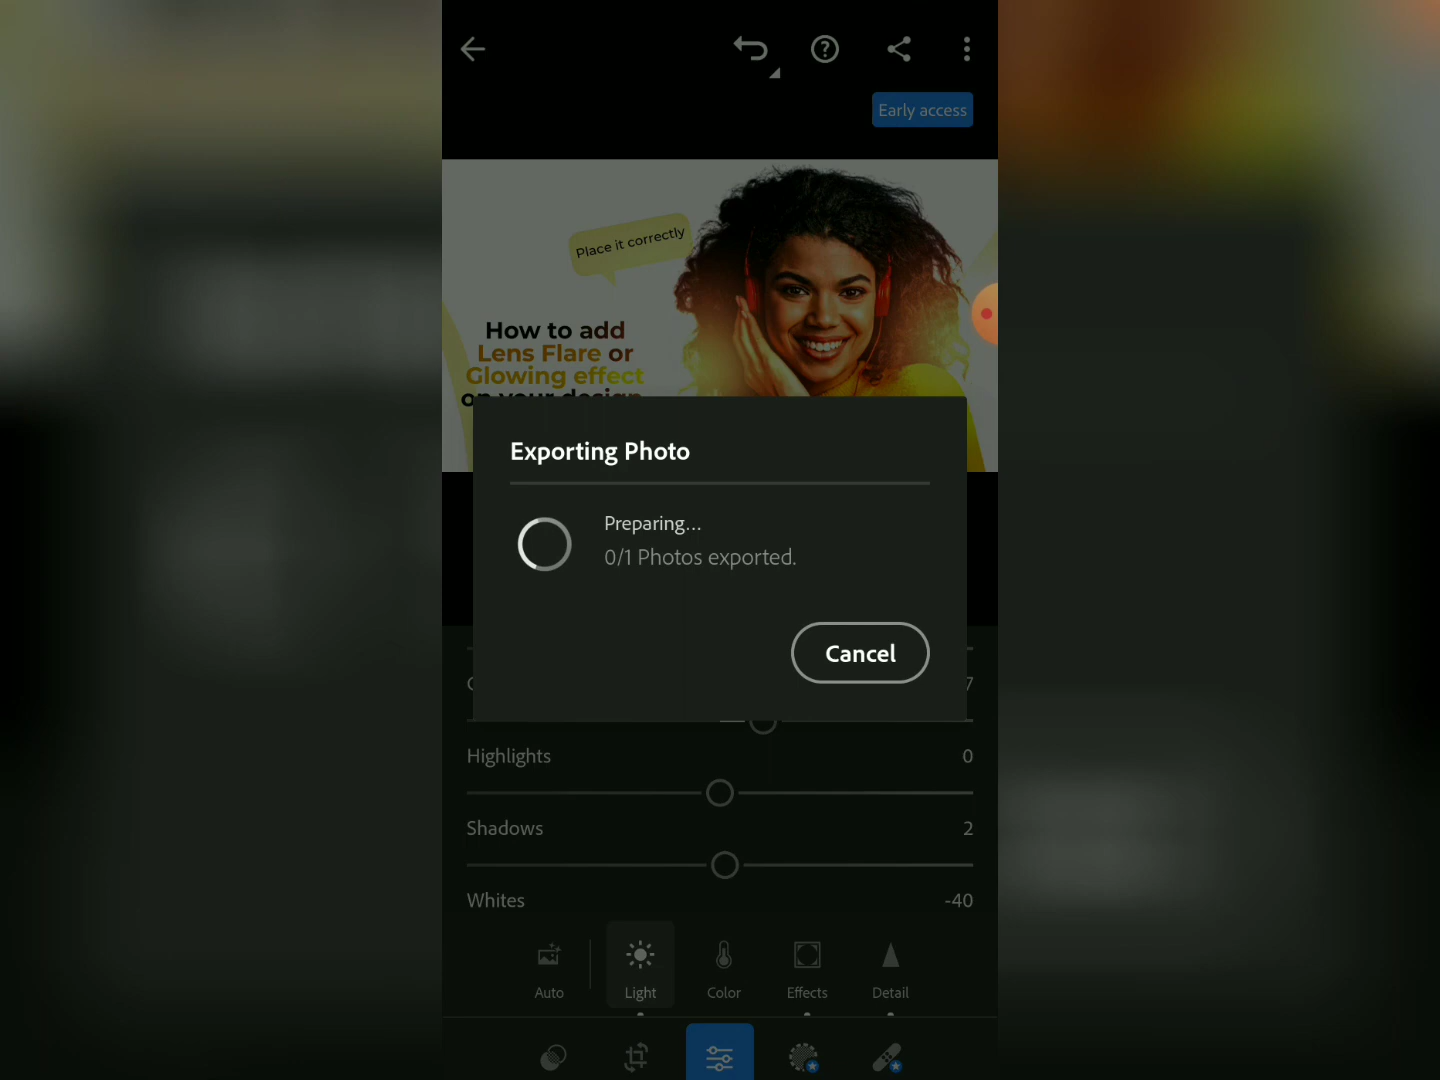 Early access
Place it correctly
How to add
Lens Flare or
Glowing effect
on your design
Exporting Photo
Preparing...
0/1 Photos exported.
Cancel
Highlights 0
Shadows 2
Whites -40
Auto Light Color Effects Detail